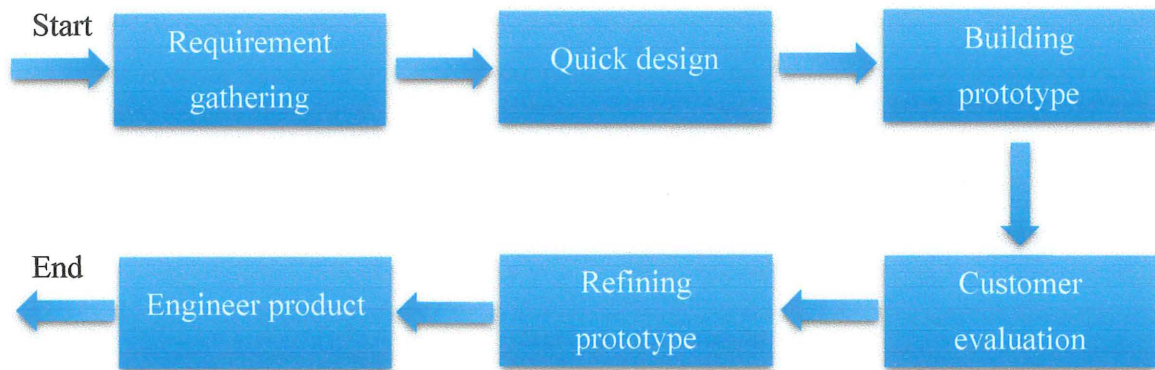 Start
Requirement
gathering
Quick design
Building
prototype
Customer
evaluation
Refining
prototype
Engineer product
End